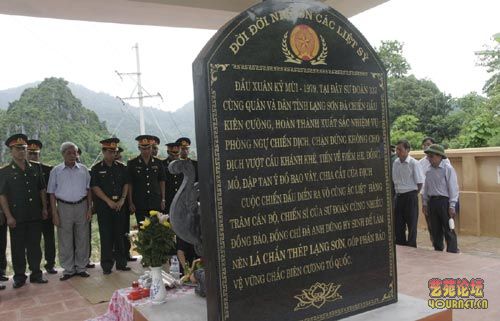 ĐỜI ĐỜI NHỚ ƠN CÁC LIỆT SỸ
ĐẦU XUÂN KỶ MÙI - 1979, TẠI ĐÂY SƯ ĐOÀN 337
CÙNG QUÂN VÀ DÂN TỈNH LẠNG SƠN ĐÃ CHIẾN ĐẤU
KIÊN CƯỜNG, HOÀN THÀNH XUẤT SẮC NHIỆM VỤ
PHÒNG NGỰ CHIẾN DỊCH, CHẶN ĐỨNG KHÔNG CHO
ĐỊCH VƯỢT CẦU KHÁNH KHÊ TIẾN VỀ ĐIỀM HE, ĐỒNG
MỎ, ĐẬP TAN Ý ĐỒ BAO VÂY, CHIA CẮT CỦA ĐỊCH
CUỘC CHIẾN ĐẤU DIỄN RA VÔ CÙNG ÁC LIỆT, HÀNG
TRĂM CÁN BỘ, CHIẾN SĨ CỦA SƯ ĐOÀN CÙNG NHIỀU
ĐỒNG BÀO, ĐỒNG CHÍ ĐÃ ANH DŨNG HY SINH ĐỂ LÀM
NÊN LÁ CHẮN THÉP LẠNG SƠN, GÓP PHẦN BẢO
VỆ VỮNG CHẮC BIÊN CƯƠNG TỔ QUỐC.
艺苑论坛
YOURNET.CN